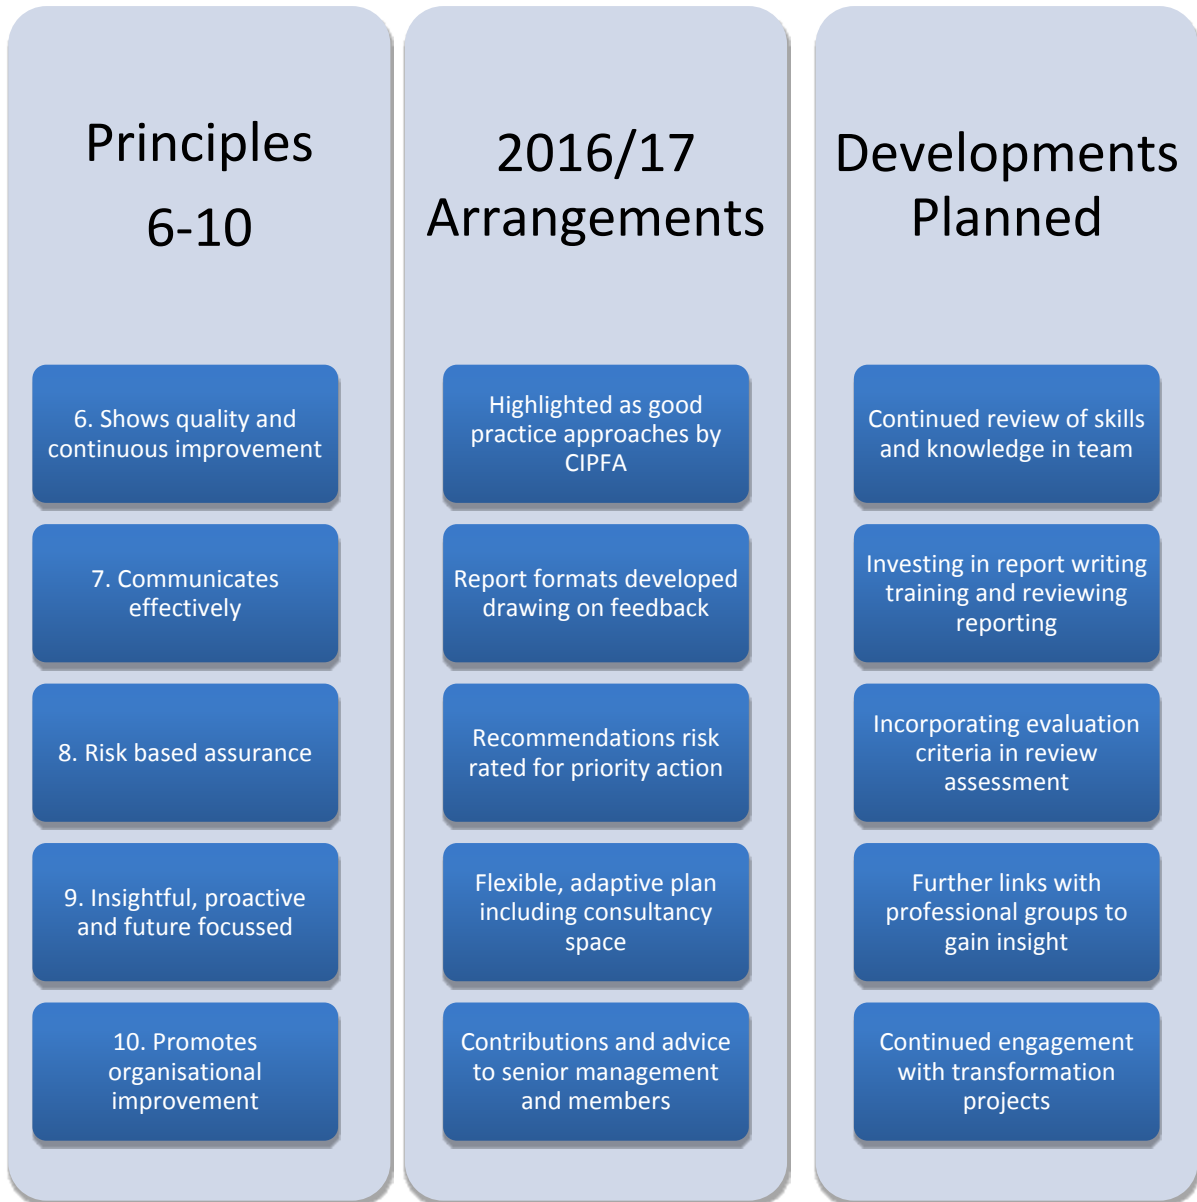 Principles
6-10
6. Shows quality and
continuous improvement
7. Communicates
effectively
8. Risk based assurance
9. Insightful, proactive
and future focussed
10. Promotes
organisational
improvement
2016/17
Arrangements
Highlighted as good
practice approaches by
CIPFA
Report formats developed
drawing on feedback
Recommendations risk
rated for priority action
Flexible, adaptive plan
including consultancy
space
Contributions and advice
to senior management
and members
Developments
Planned
Continued review of skills
and knowledge in team
Investing in report writing
training and reviewing
reporting
Incorporating evaluation
criteria in review
assessment
Further links with
professional groups to
gain insight
Continued engagement
with transformation
projects